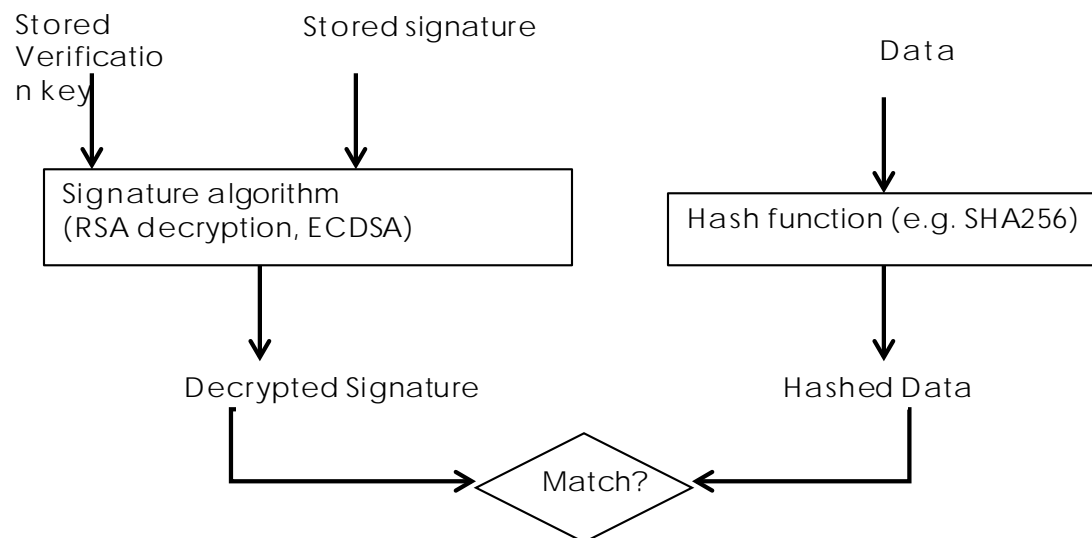 Stored
Verificatio
n key
Stored signature
Data
Signature algorithm
(RSA decryption, ECDSA)
Hash function (e.g. SHA256)
Decrypted Signature
Hashed Data
Match?